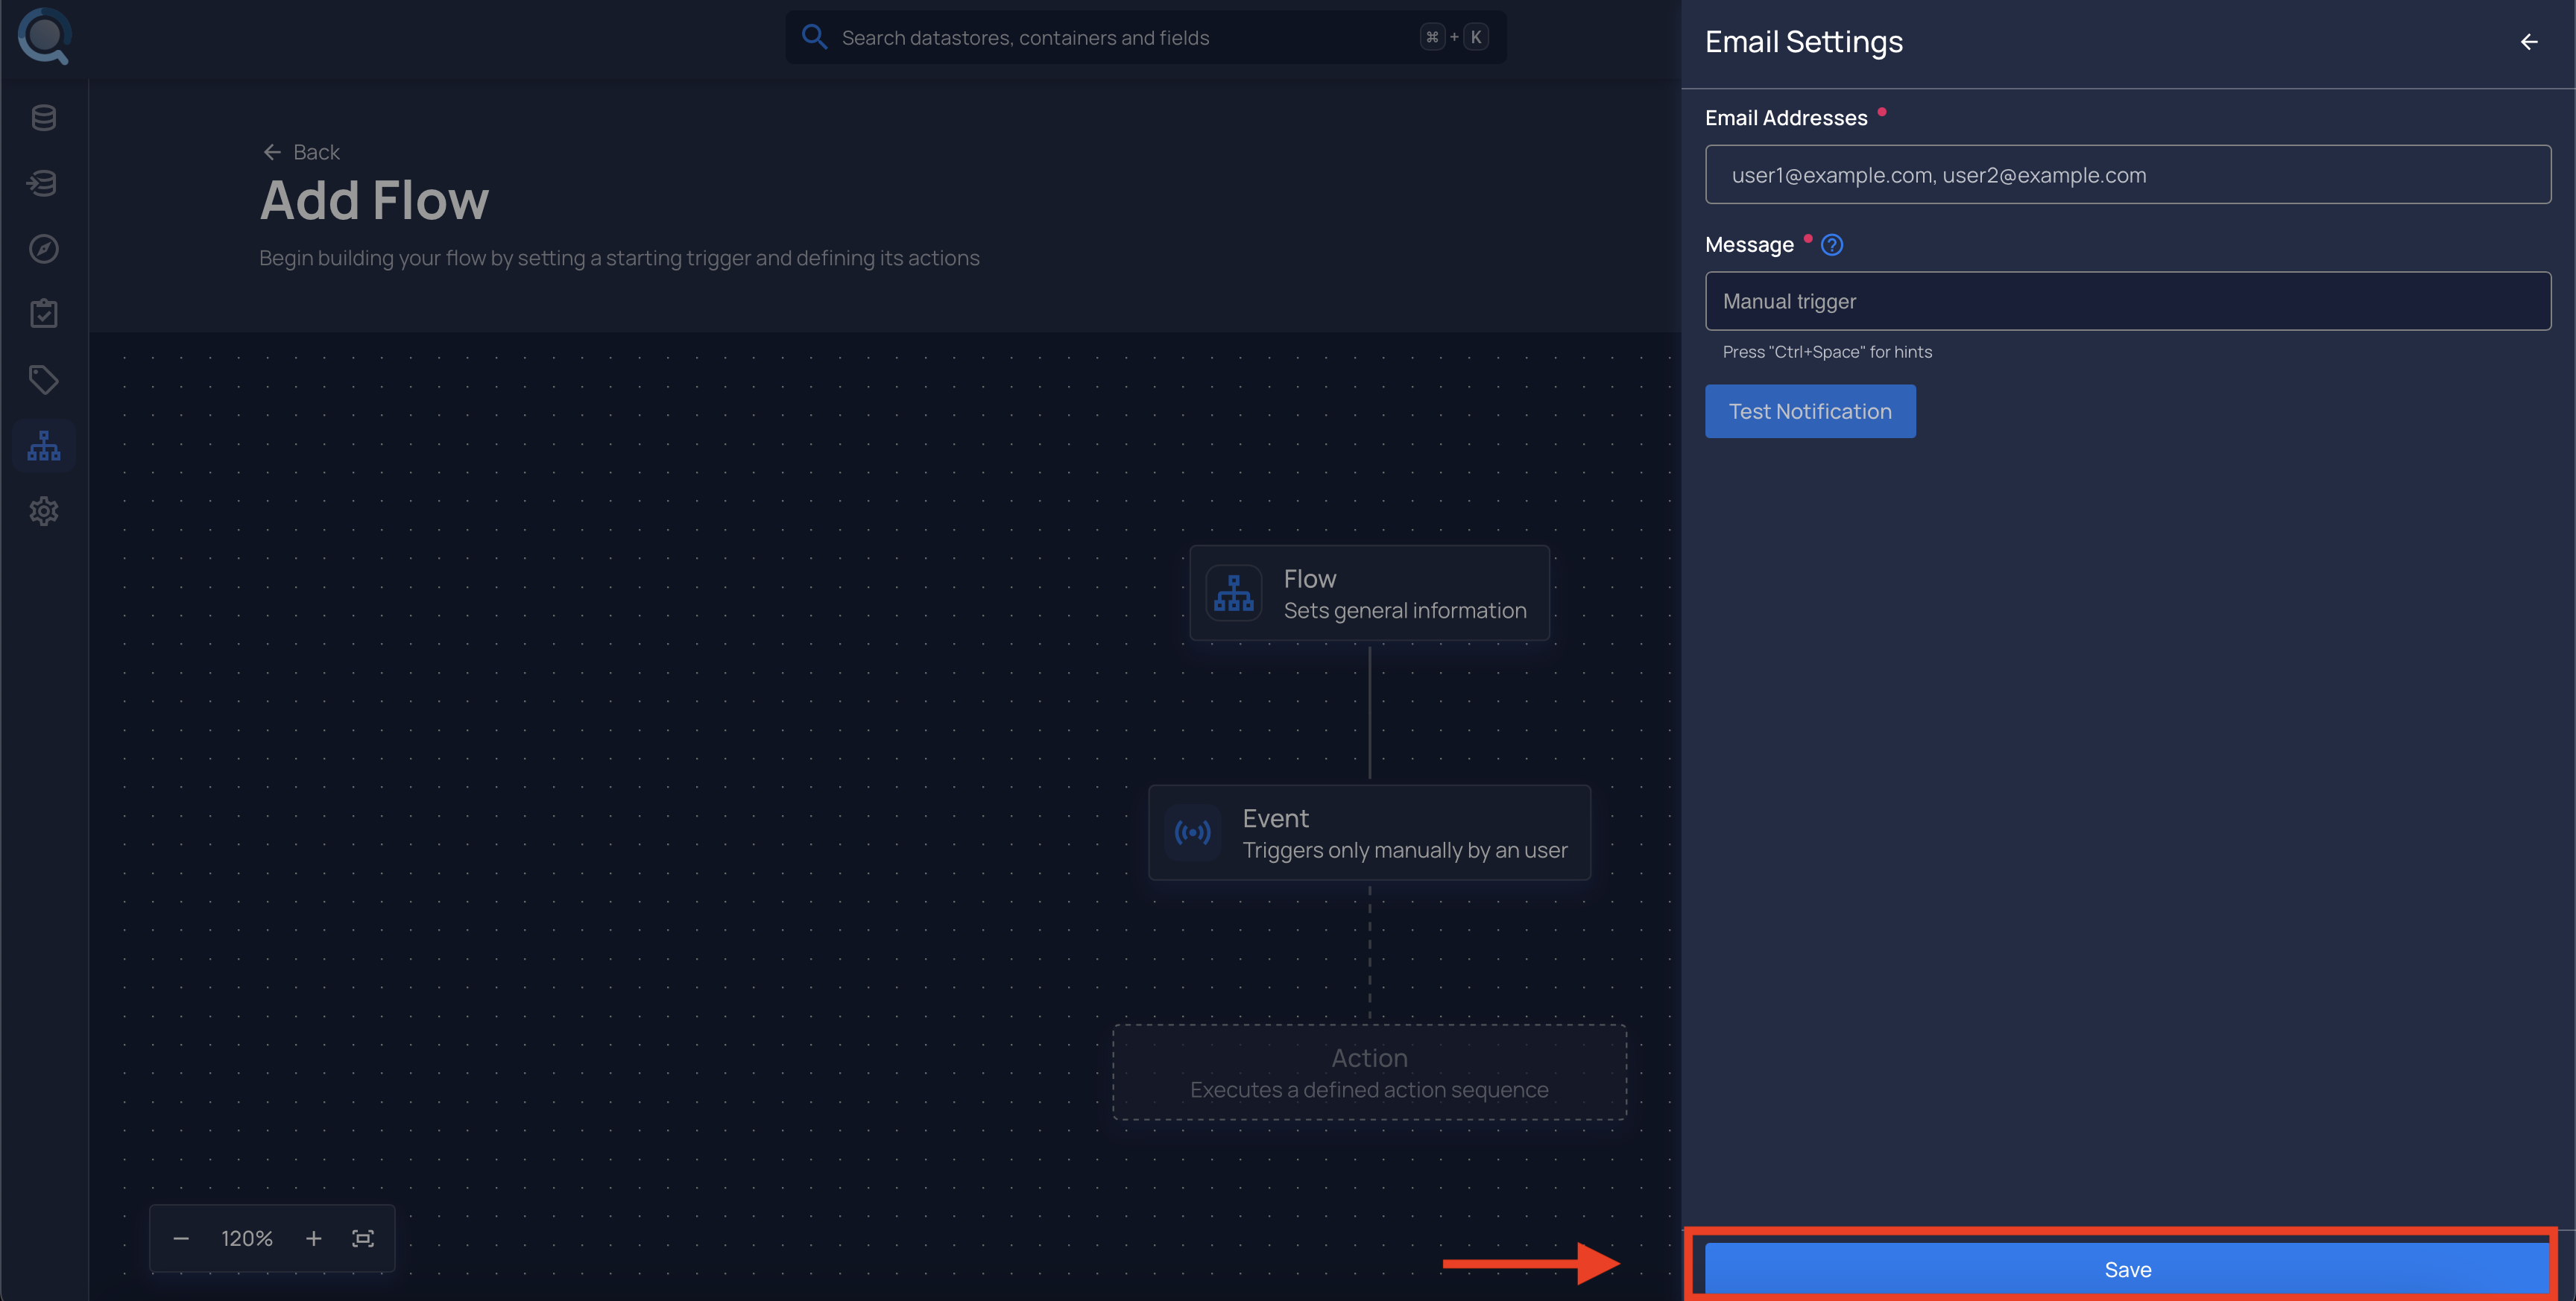 Search datastores, containers and fields
⌘ + K
Back
Add Flow
Begin building your flow by setting a starting trigger and defining its actions
Flow
Sets general information
Event
Triggers only manually by an user
Action
Executes a defined action sequence
120%
Email Settings
Email Addresses
user1@example.com, user2@example.com
Message
Manual trigger
Press "Ctrl+Space" for hints
Test Notification
Save